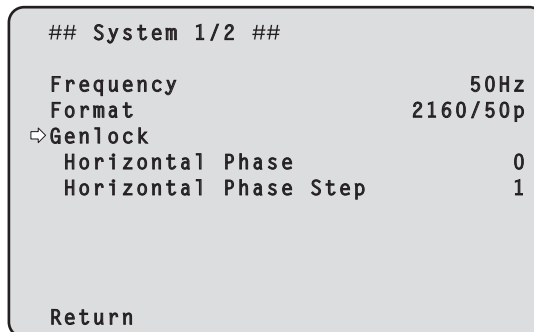 ## System 1/2 ##
Frequency 50Hz
Format 2160/50p
⇨Genlock
Horizontal Phase 0
Horizontal Phase Step 1
Return